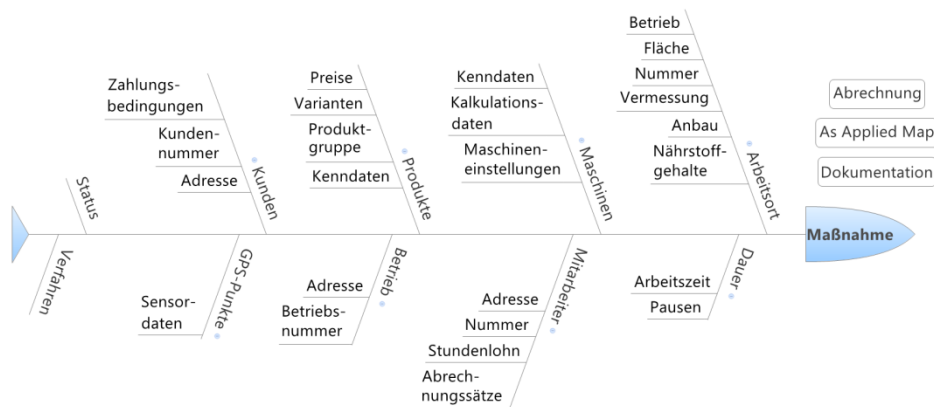 Zahlungs-
bedingungen
Kunden-
nummer
Adresse
Kunden
Status
Preise
Varianten
Produkt-
gruppe
Kenndaten
Produkte
Kenndaten
Kalkulations-
daten
Maschinen-
einstellungen
Maschinen
Betrieb
Fläche
Nummer
Vermessung
Anbau
Nährstoff-
gehalte
Arbeitsort
Abrechnung
As Applied Map
Dokumentation
Maßnahme
Verfahren
Sensor-
daten
GPS-Punkte
Adresse
Betriebs-
nummer
Betrieb
Adresse
Nummer
Stundenlohn
Abrech-
nungssätze
Mitarbeiter
Arbeitszeit
Pausen
Dauer